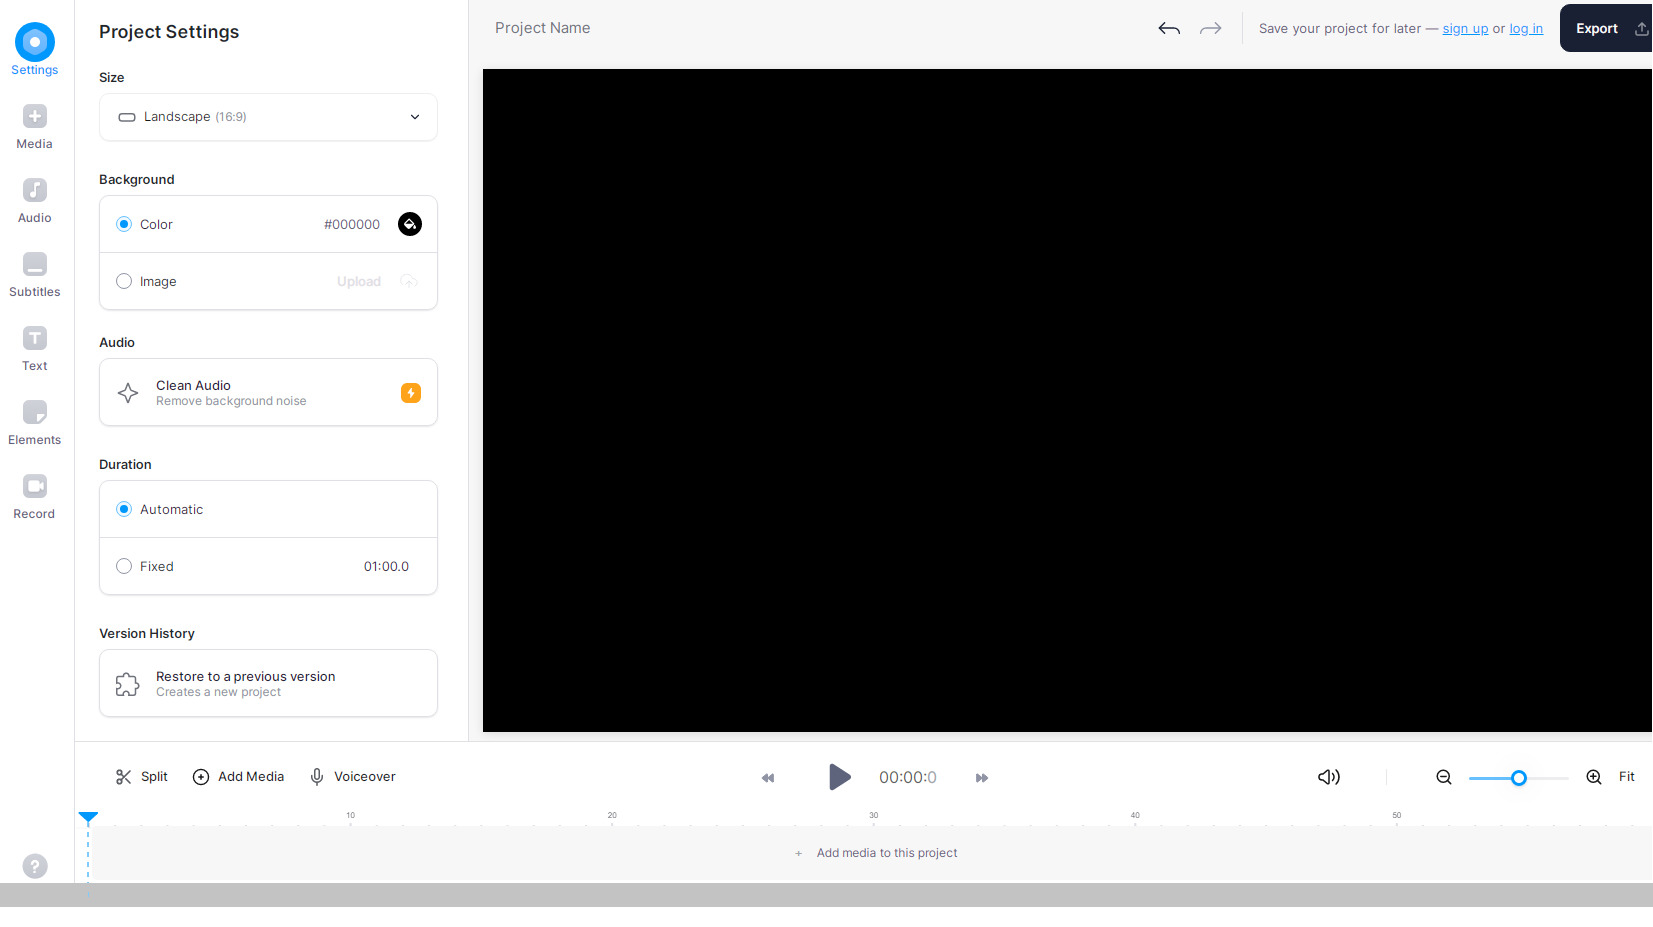 Settings
Media
Audio
Subtitles
Text
Elements
Record
Project Settings
Size
Landscape (16:9)
Background
Color #000000
Image Upload
Audio
Clean Audio
Remove background noise
Duration
Automatic
Fixed 01:00.0
Version History
Restore to a previous version
Creates a new project
Project Name
Save your project for later — sign up or log in
Export
Split Add Media Voiceover
00:00:0
Fit
10 20 30 40 50
+ Add media to this project
?